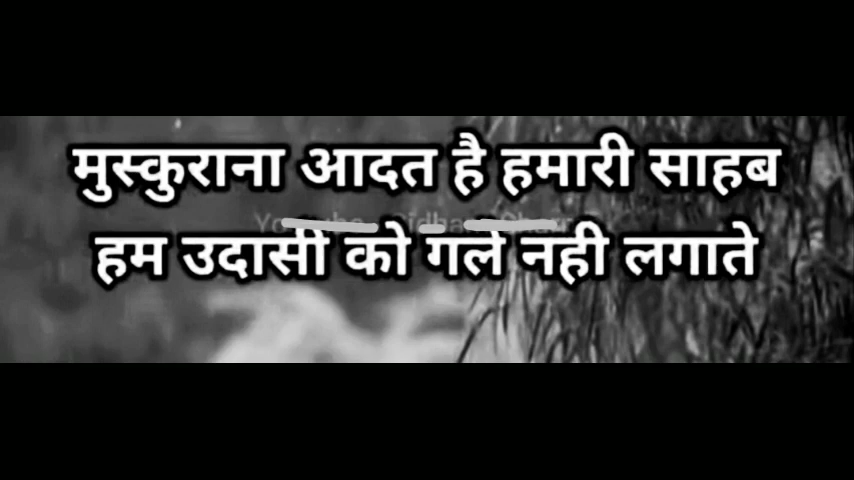 मुस्कुराना आदत है हमारी साहब
हम उदासी को गले नही लगाते